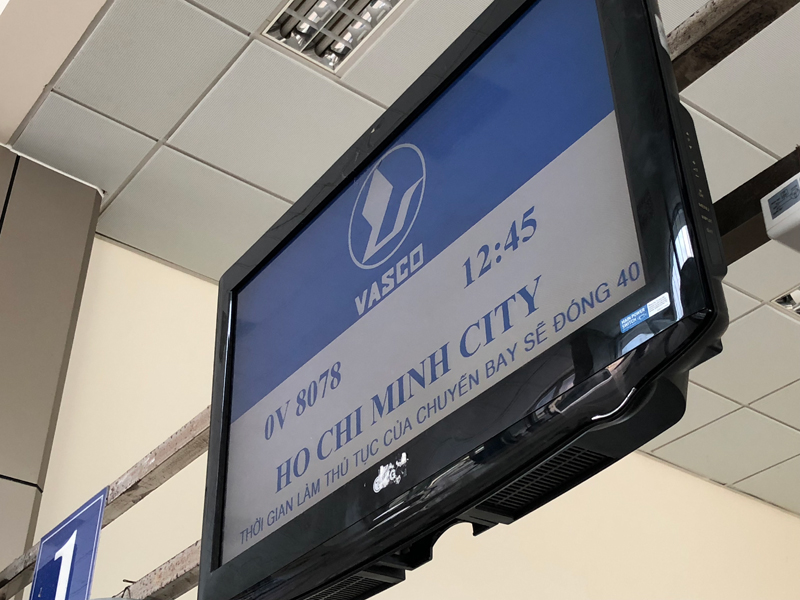 VASCO
0V 8078
12:45
HO CHI MINH CITY
THỜI GIAN LÀM THỦ TỤC CỦA CHUYẾN BAY SẼ ĐÓNG 40
1